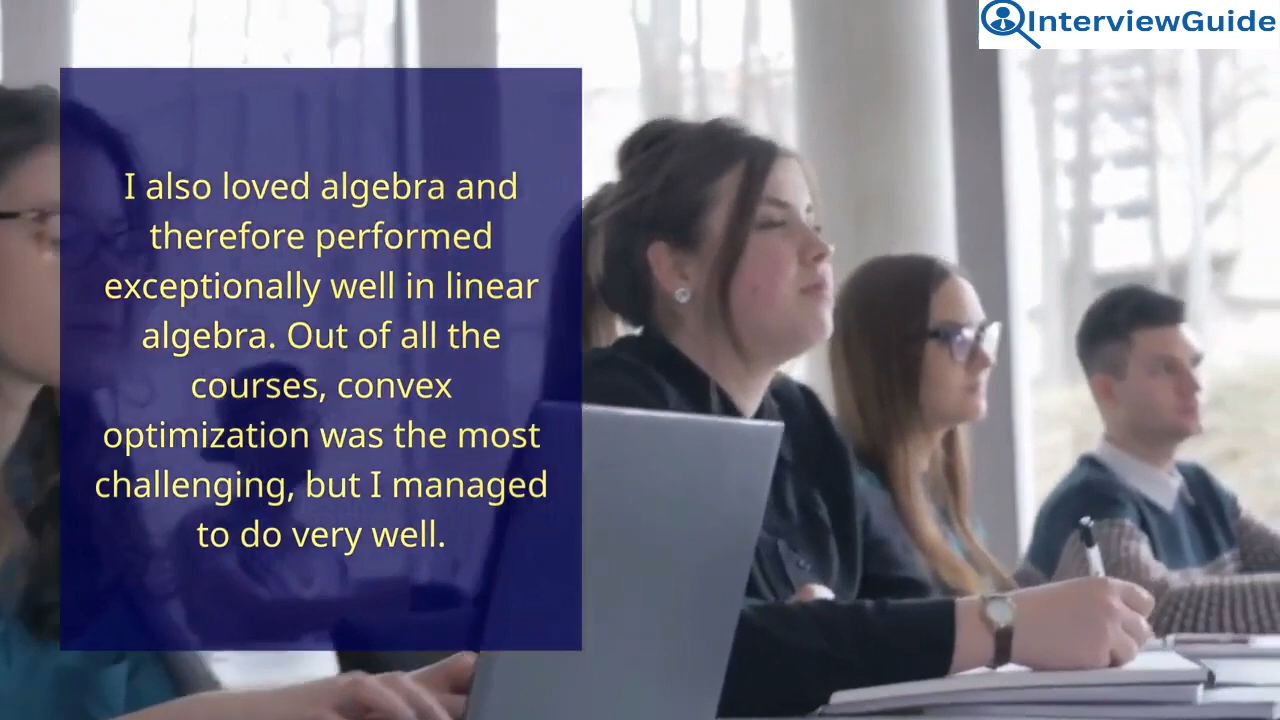 InterviewGuide
I also loved algebra and
therefore performed
exceptionally well in linear
algebra. Out of all the
courses, convex
optimization was the most
challenging, but I managed
to do very well.